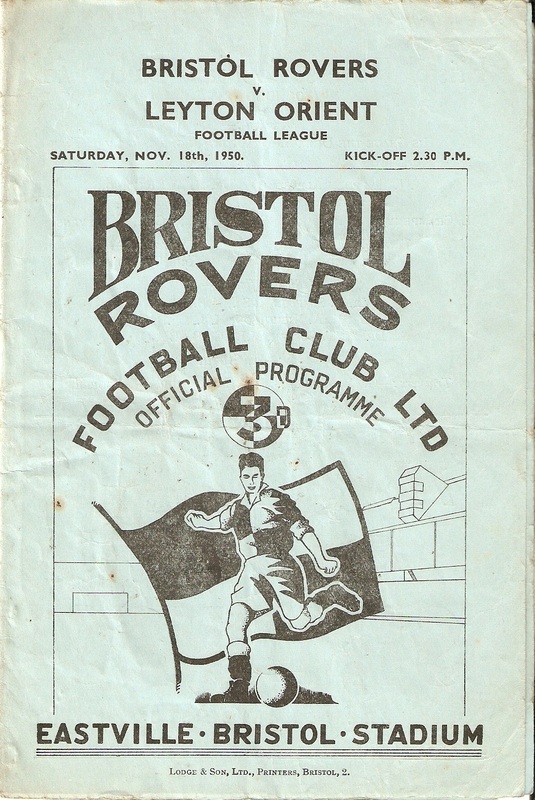 BRISTOL ROVERS
V.
LEYTON ORIENT
FOOTBALL LEAGUE
SATURDAY, NOV. 18th, 1950. KICK-OFF 2.30 P.M.
BRISTOL
ROVERS
FOOTBALL CLUB LTD
OFFICIAL PROGRAMME
3D
EASTVILLE · BRISTOL · STADIUM
LODGE & SON, LTD., PRINTERS, BRISTOL, 2.